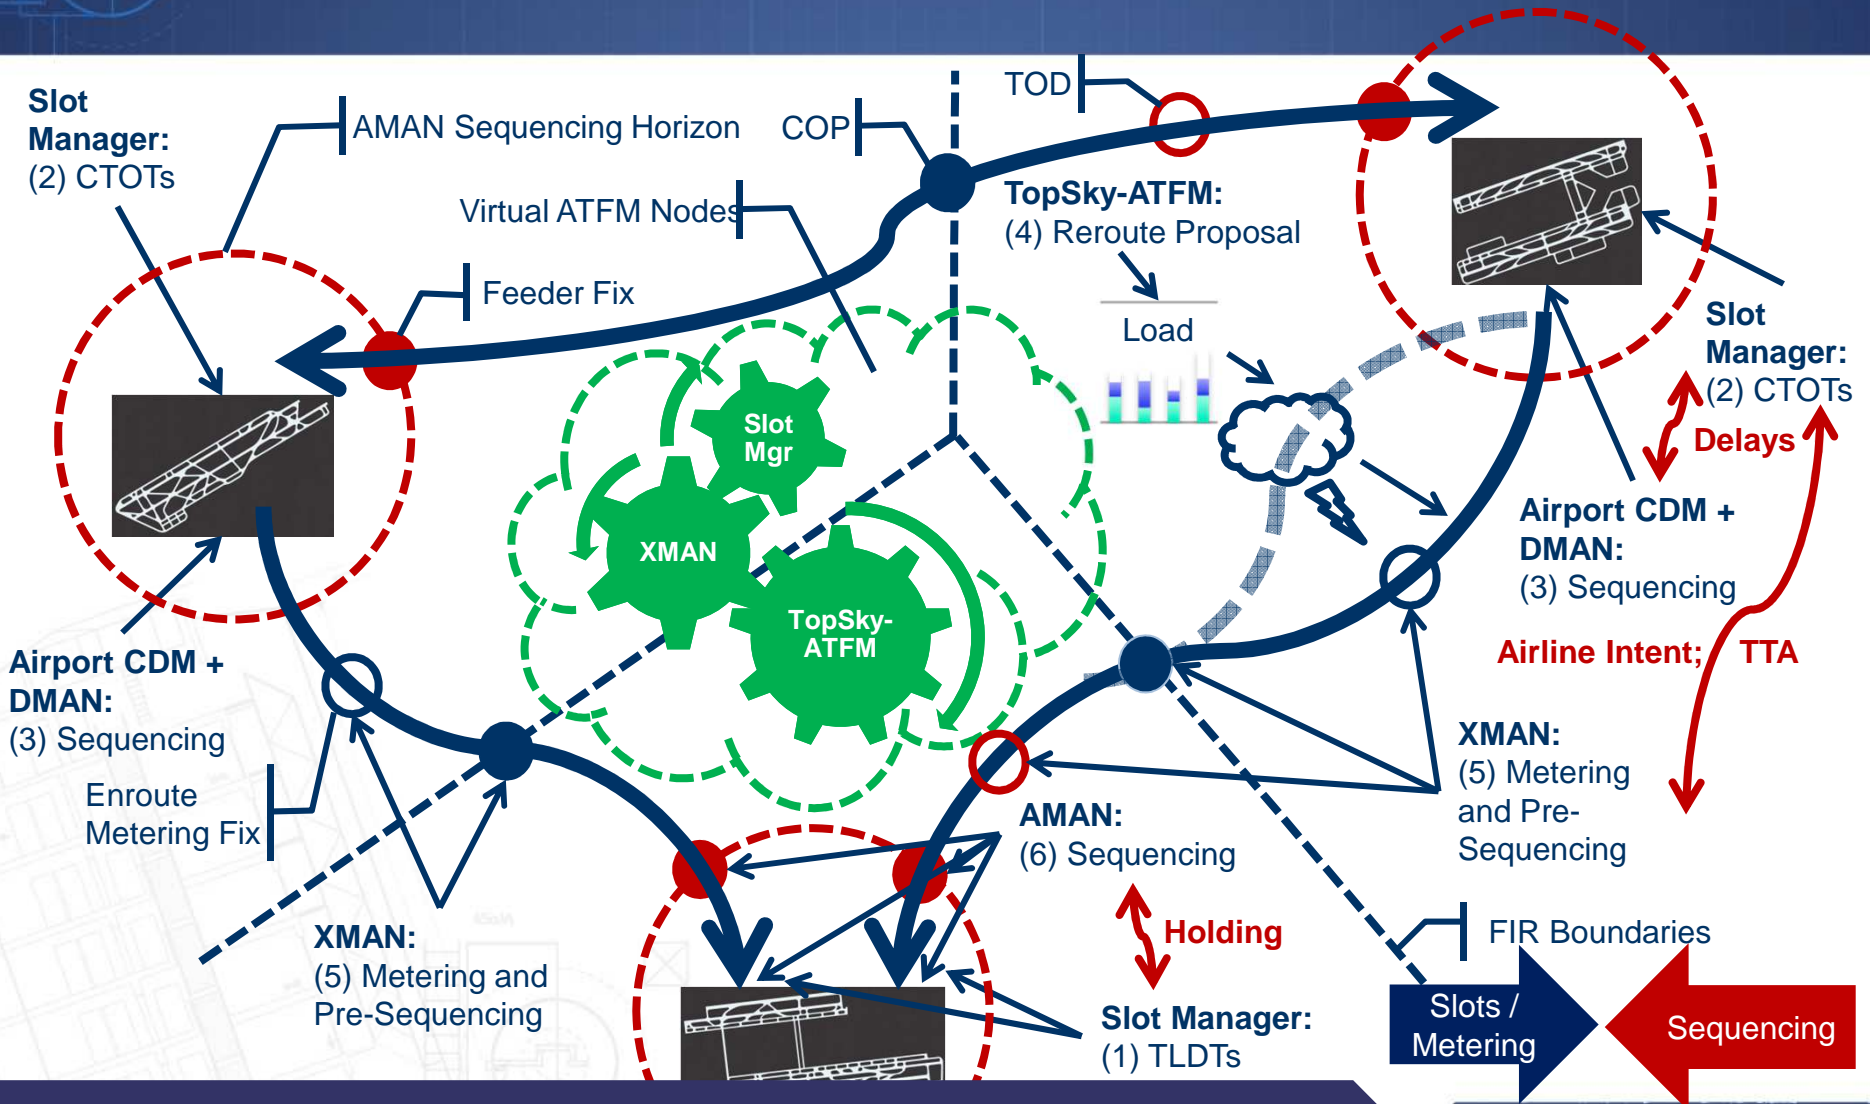 Slot
Manager:
(2) CTOTs
AMAN Sequencing Horizon
COP
TOD
Virtual ATFM Nodes
TopSky-ATFM:
(4) Reroute Proposal
Feeder Fix
Load
Slot
Manager:
(2) CTOTs
Delays
Slot
Mgr
XMAN
TopSky-
ATFM
Airport CDM +
DMAN:
(3) Sequencing
Airline Intent; TTA
Airport CDM +
DMAN:
(3) Sequencing
Enroute
Metering Fix
XMAN:
(5) Metering
and Pre-
Sequencing
AMAN:
(6) Sequencing
XMAN:
(5) Metering and
Pre-Sequencing
Holding
FIR Boundaries
Slot Manager:
(1) TLDTs
Slots /
Metering
Sequencing